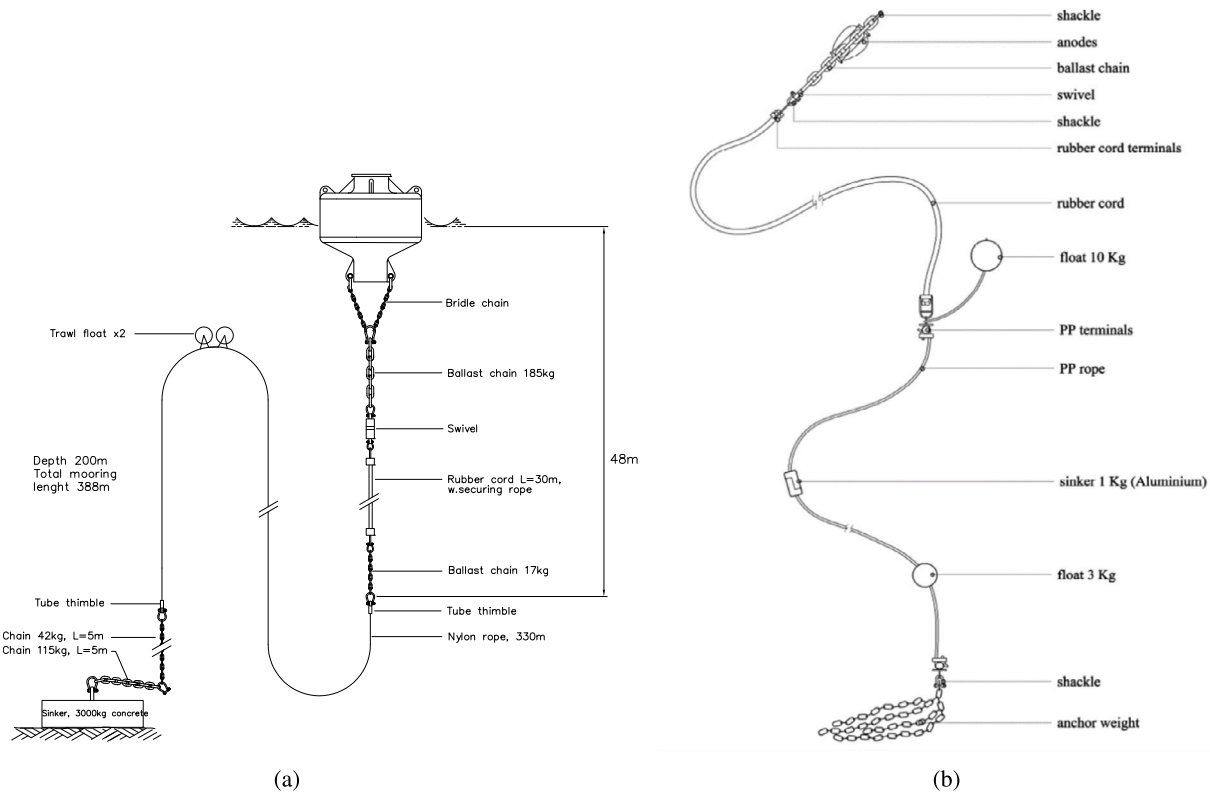 Trawl float x2
Bridle chain
Ballast chain 185kg
Swivel
Depth 200m
Total mooring
lenght 388m
48m
Rubber cord L=30m,
w.securing rope
Ballast chain 17kg
Tube thimble
Tube thimble
Nylon rope, 330m
Chain 42kg, L=5m
Chain 115kg, L=5m
Sinker, 3000kg concrete
(a)
shackle
anodes
ballast chain
swivel
shackle
rubber cord terminals
rubber cord
float 10 Kg
PP terminals
PP rope
sinker 1 Kg (Aluminium)
float 3 Kg
shackle
anchor weight
(b)